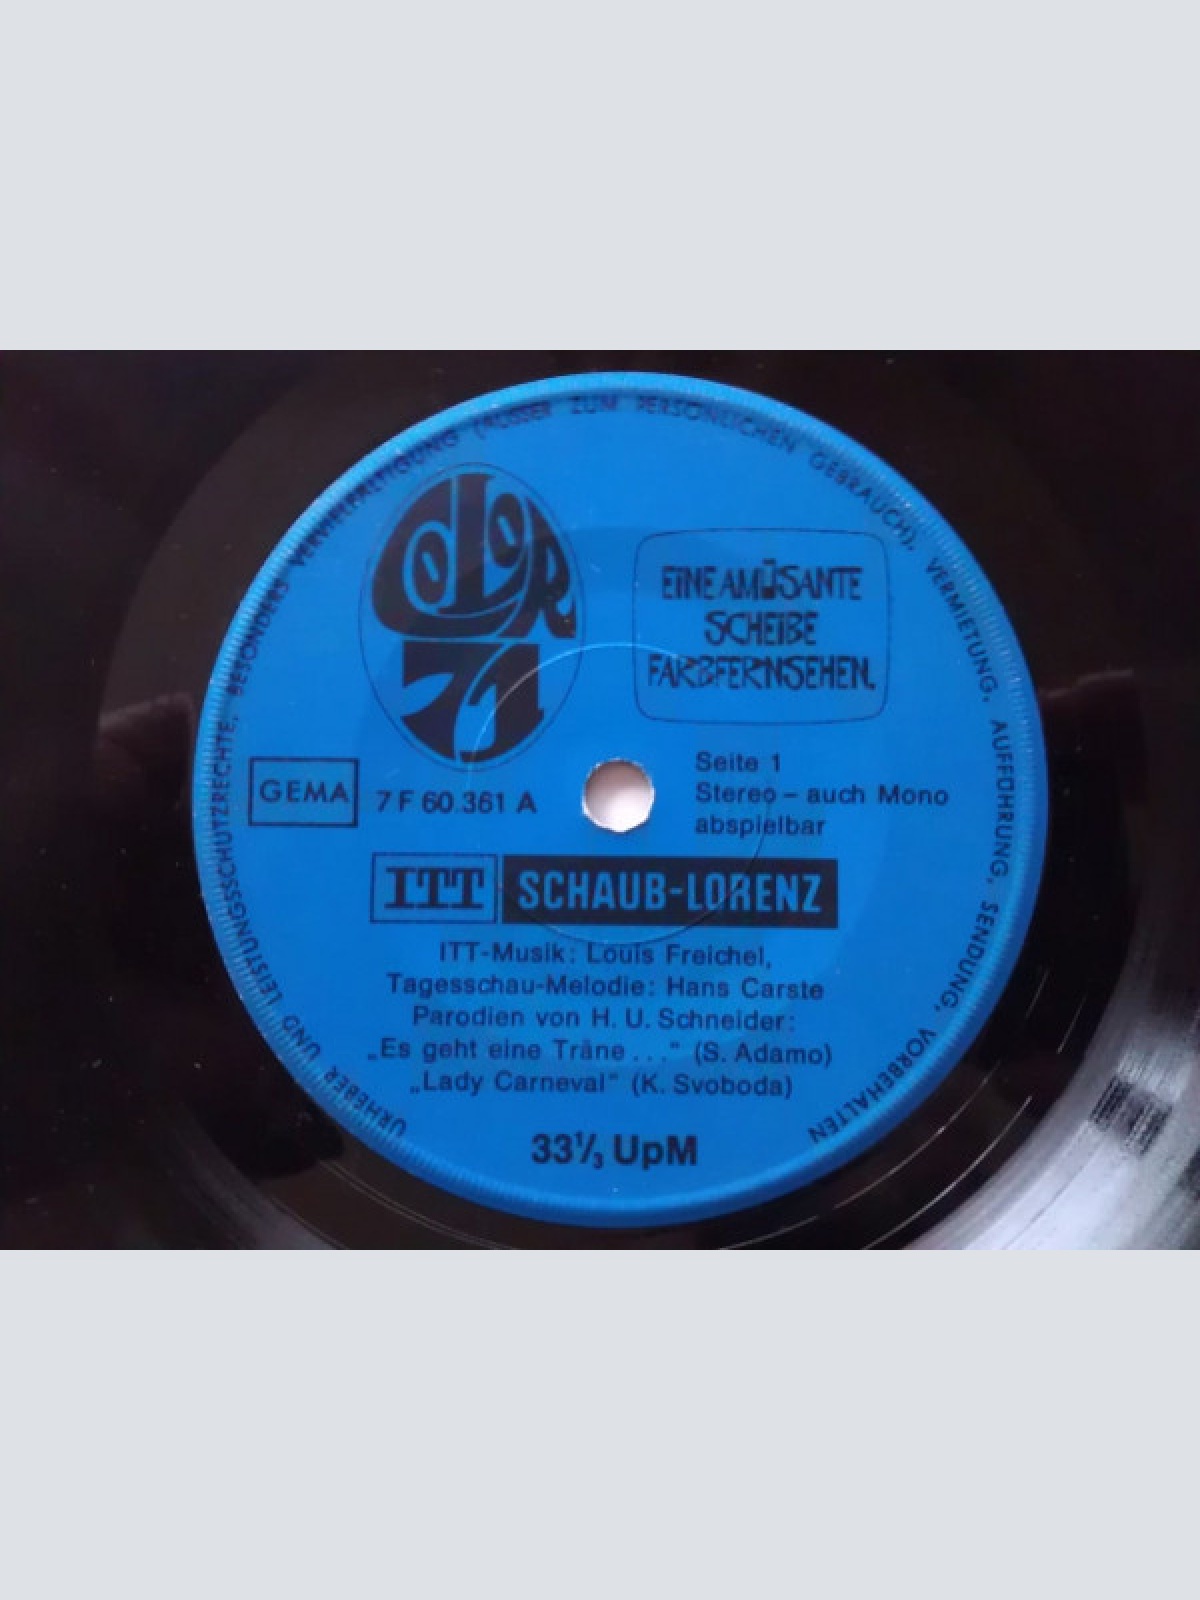 URHEBER UND LEISTUNGSSCHUTZRECHTE, BESONDERS VERVIELFÄLTIGUNG (AUSSER ZUM PERSÖNLICHEN GEBRAUCH), VERMIETUNG, AUFFÜHRUNG, SENDUNG, VORBEHALTEN
COLOR
71
EINE AMÜSANTE
SCHEIBE
FARBFERNSEHEN.
GEMA
7 F 60.361 A
Seite 1
Stereo – auch Mono
abspielbar
ITT SCHAUB-LORENZ
ITT-Musik: Louis Freichel,
Tagesschau-Melodie: Hans Carste
Parodien von H. U. Schneider:
„Es geht eine Träne..." (S. Adamo)
„Lady Carneval" (K. Svoboda)
33⅓ UpM